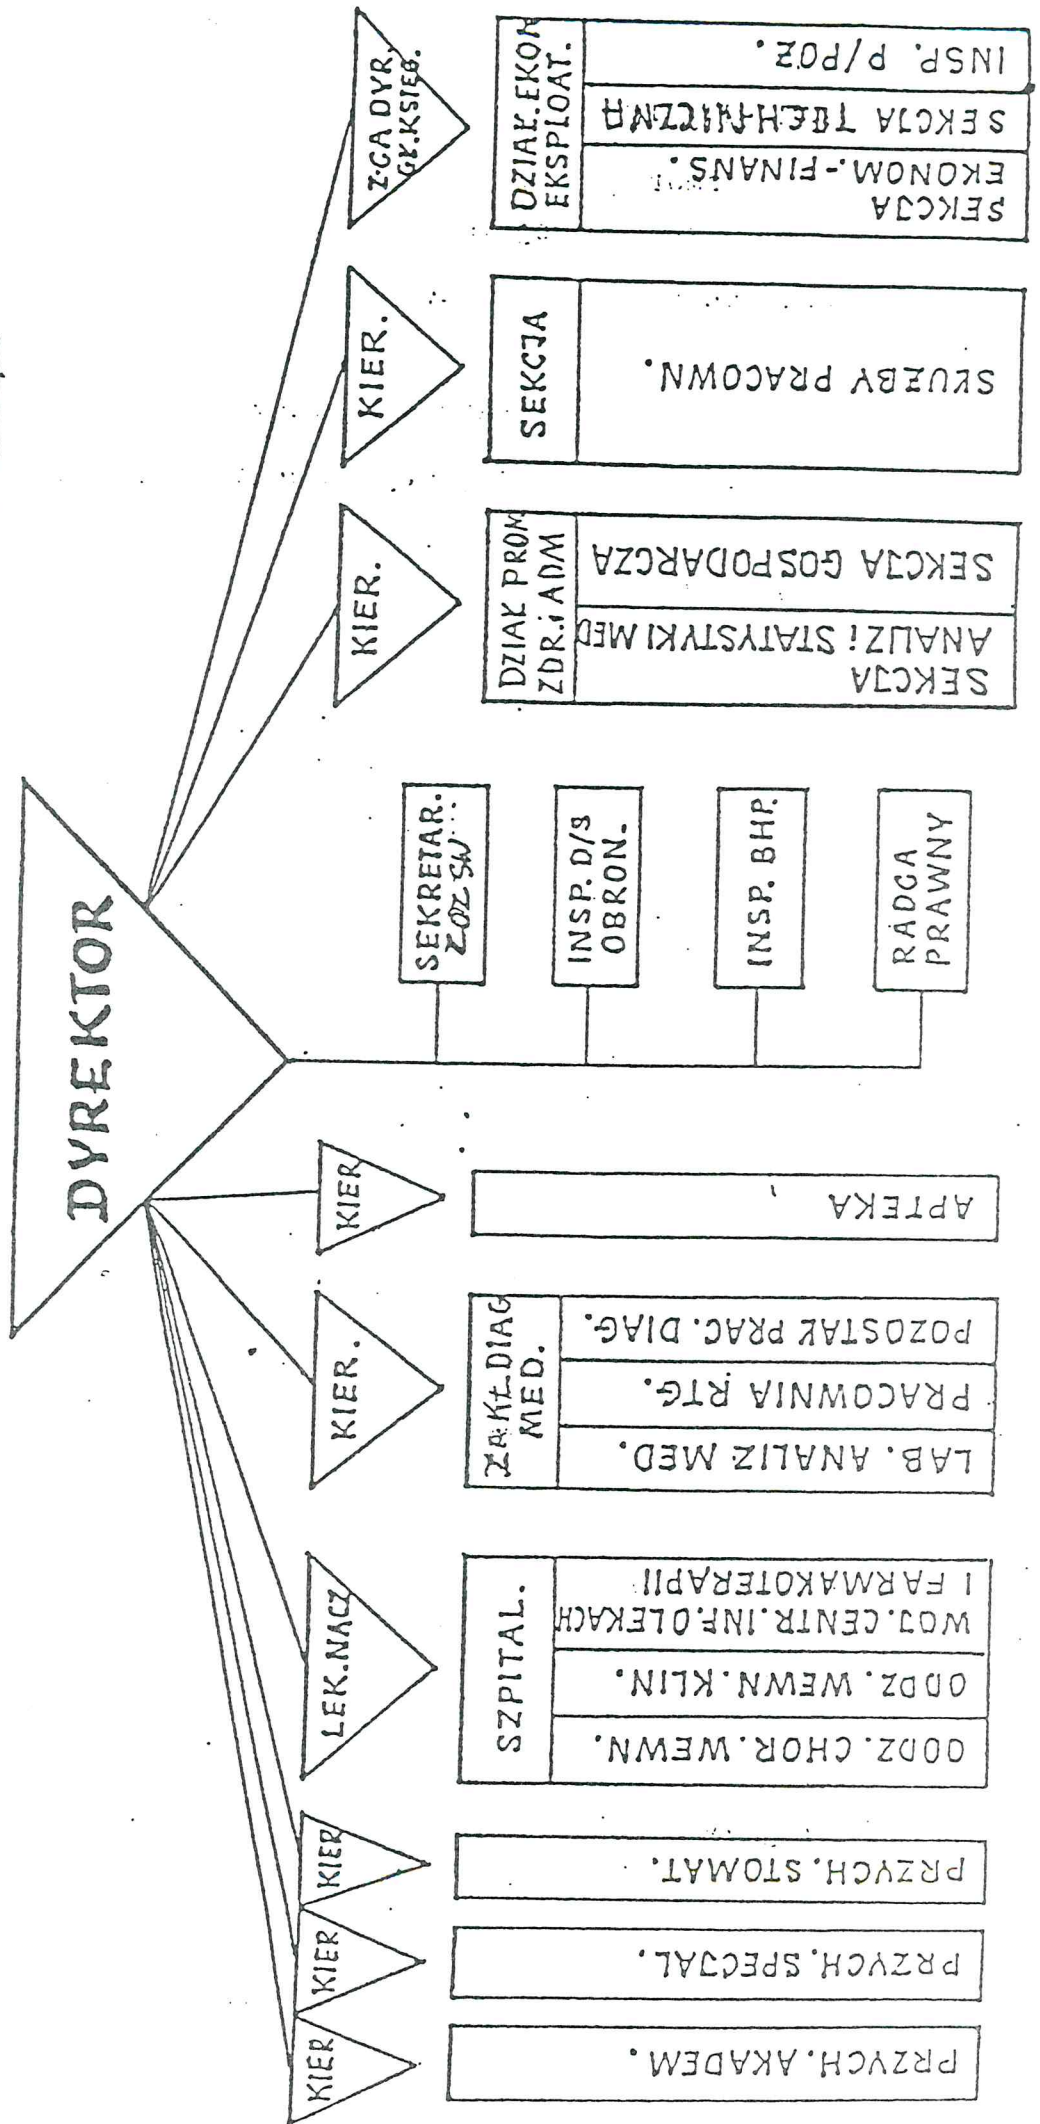 DYREKTOR
KIER
KIER
KIER
LEK.NACZ
KIER.
KIER
KIER.
KIER.
Z-CA DYR.
GŁ.KSIĘG.
PRZYCH. AKADEM.
PRZYCH. SPECJAL.
PRZYCH. STOMAT.
SZPITAL.
ODDZ. CHOR. WEWN.
ODDZ. WEWN. KLIN.
WOJ. CENTR. INF. O LEKACH
I FARMAKOTERAPII
ZAKŁ.DIAG
MED.
LAB. ANALIZ MED.
PRACOWNIA RTG.
POZOSTAŁ PRAC. DIAG.
APTEKA
SEKRETAR.
ZOZ SW
INSP. D/S
OBRON.
INSP. BHP.
RADCA
PRAWNY
DZIAŁ PROM
ZDR. i ADM
SEKCJA
ANALIZ i STATYSTYKI MED
SEKCJA GOSPODARCZA
SEKCJA
SŁUŻBY PRACOWN.
DZIAŁ.EKON
EKSPLOAT.
SEKCJA
EKONOM.-FINANS.
SEKCJA TECHNICZNA
INSP. P/POŻ.